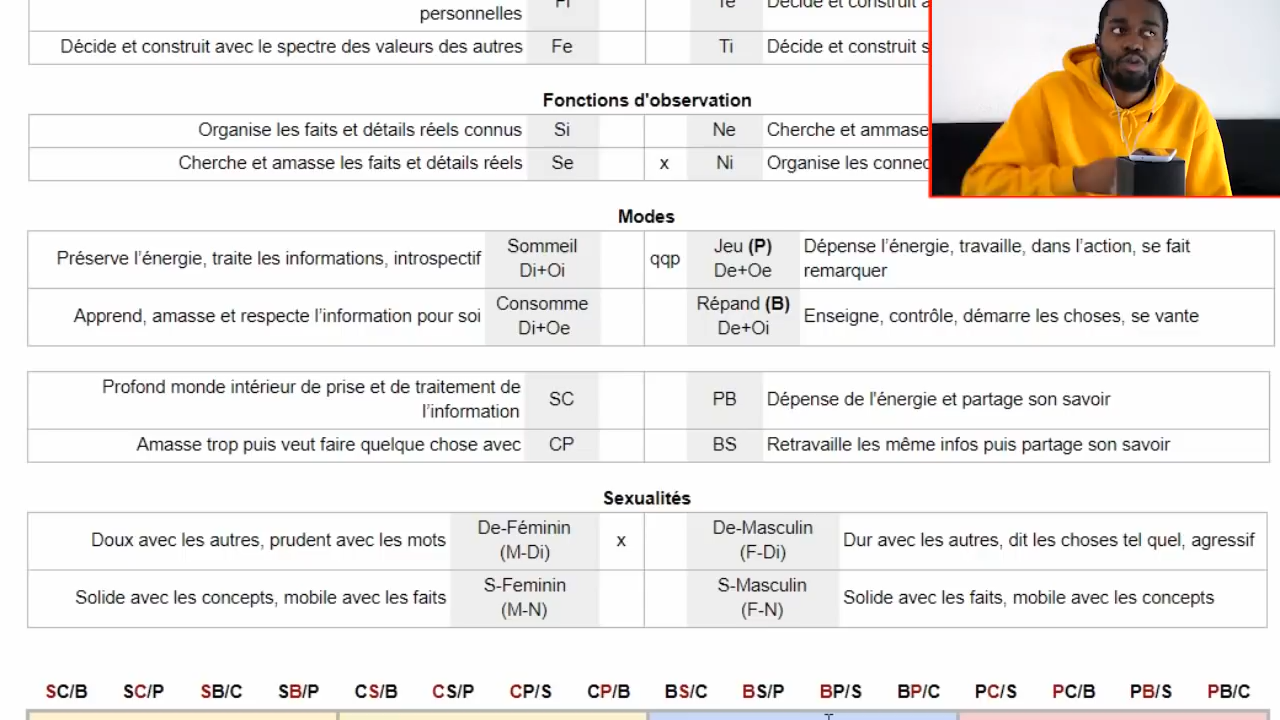 personnelles
Fi Te Décide et construit a
Décide et construit avec le spectre des valeurs des autres Fe Ti Décide et construit s
Fonctions d'observation
Organise les faits et détails réels connus Si Ne Cherche et ammase
Cherche et amasse les faits et détails réels Se x Ni Organise les connec
Modes
Préserve l'énergie, traite les informations, introspectif Sommeil Di+Oi qqp Jeu (P) De+Oe Dépense l'énergie, travaille, dans l'action, se fait remarquer
Apprend, amasse et respecte l'information pour soi Consomme Di+Oe Répand (B) De+Oi Enseigne, contrôle, démarre les choses, se vante
Profond monde intérieur de prise et de traitement de l'information SC PB Dépense de l'énergie et partage son savoir
Amasse trop puis veut faire quelque chose avec CP BS Retravaille les même infos puis partage son savoir
Sexualités
Doux avec les autres, prudent avec les mots De-Féminin (M-Di) x De-Masculin (F-Di) Dur avec les autres, dit les choses tel quel, agressif
Solide avec les concepts, mobile avec les faits S-Feminin (M-N) S-Masculin (F-N) Solide avec les faits, mobile avec les concepts
SC/B SC/P SB/C SB/P CS/B CS/P CP/S CP/B BS/C BS/P BP/S BP/C PC/S PC/B PB/S PB/C